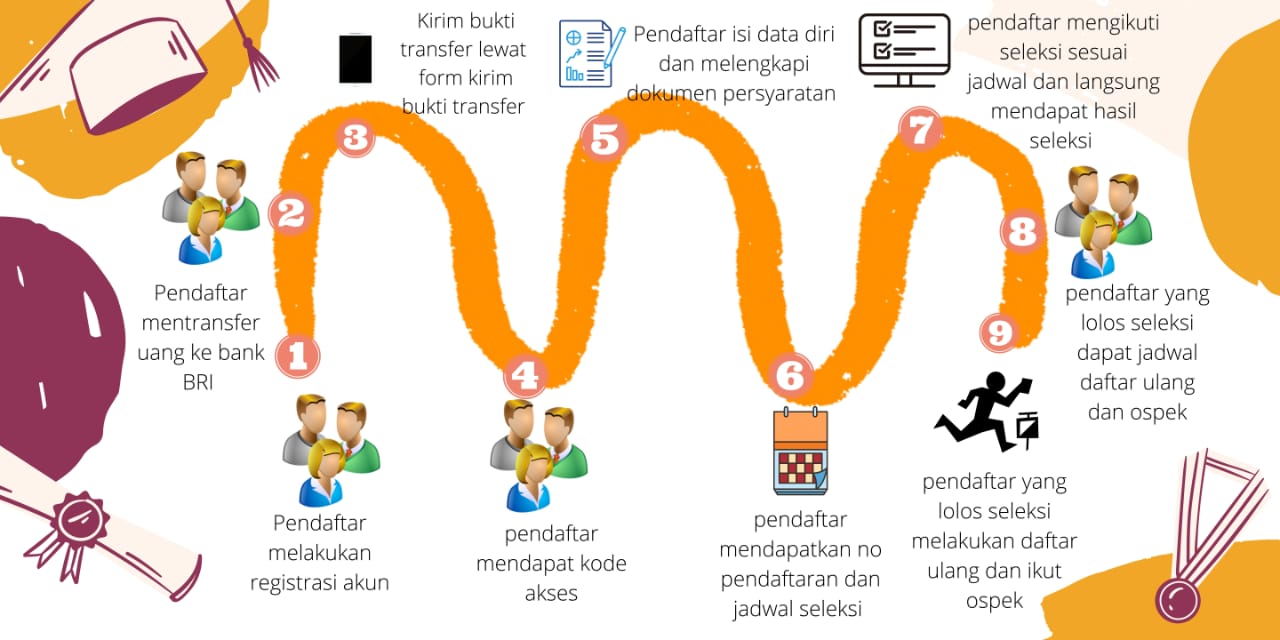 1
Pendaftar
melakukan
registrasi akun
2
Pendaftar
mentransfer
uang ke bank
BRI
3
Kirim bukti
transfer lewat
form kirim
bukti transfer
4
pendaftar
mendapat kode
akses
5
Pendaftar isi data diri
dan melengkapi
dokumen persyaratan
6
pendaftar
mendapatkan no
pendaftaran dan
jadwal seleksi
7
pendaftar mengikuti
seleksi sesuai
jadwal dan langsung
mendapat hasil
seleksi
8
pendaftar yang
lolos seleksi
dapat jadwal
daftar ulang
dan ospek
9
pendaftar yang
lolos seleksi
melakukan daftar
ulang dan ikut
ospek